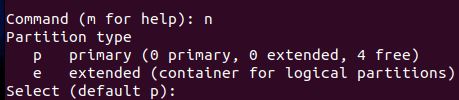 Command (m for help): n
Partition type
   p   primary (0 primary, 0 extended, 4 free)
   e   extended (container for logical partitions)
Select (default p):